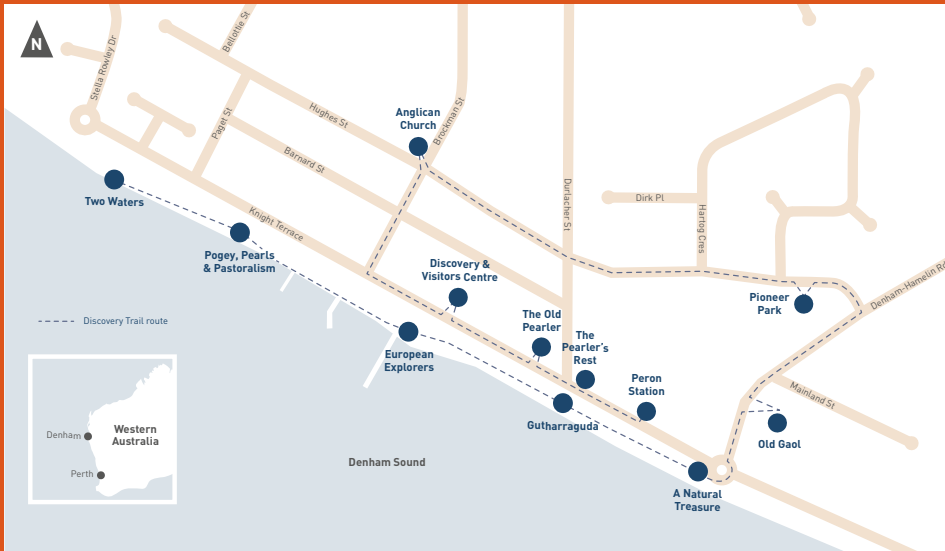 N
Stella Rowley Dr
Bellottie St
Hughes St
Paget St
Barnard St
Brockman St
Anglican
Church
Durlacher St
Dirk Pl
Hartog Cres
Two Waters
Knight Terrace
Pogey, Pearls
& Pastoralism
Discovery &
Visitors Centre
Denham-Hamelin Rd
Pioneer
Park
Discovery Trail route
The Old
Pearler
The
Pearler's
Rest
European
Explorers
Peron
Station
Mainland St
Gutharraguda
Old Gaol
Western
Australia
Denham
Perth
Denham Sound
A Natural
Treasure